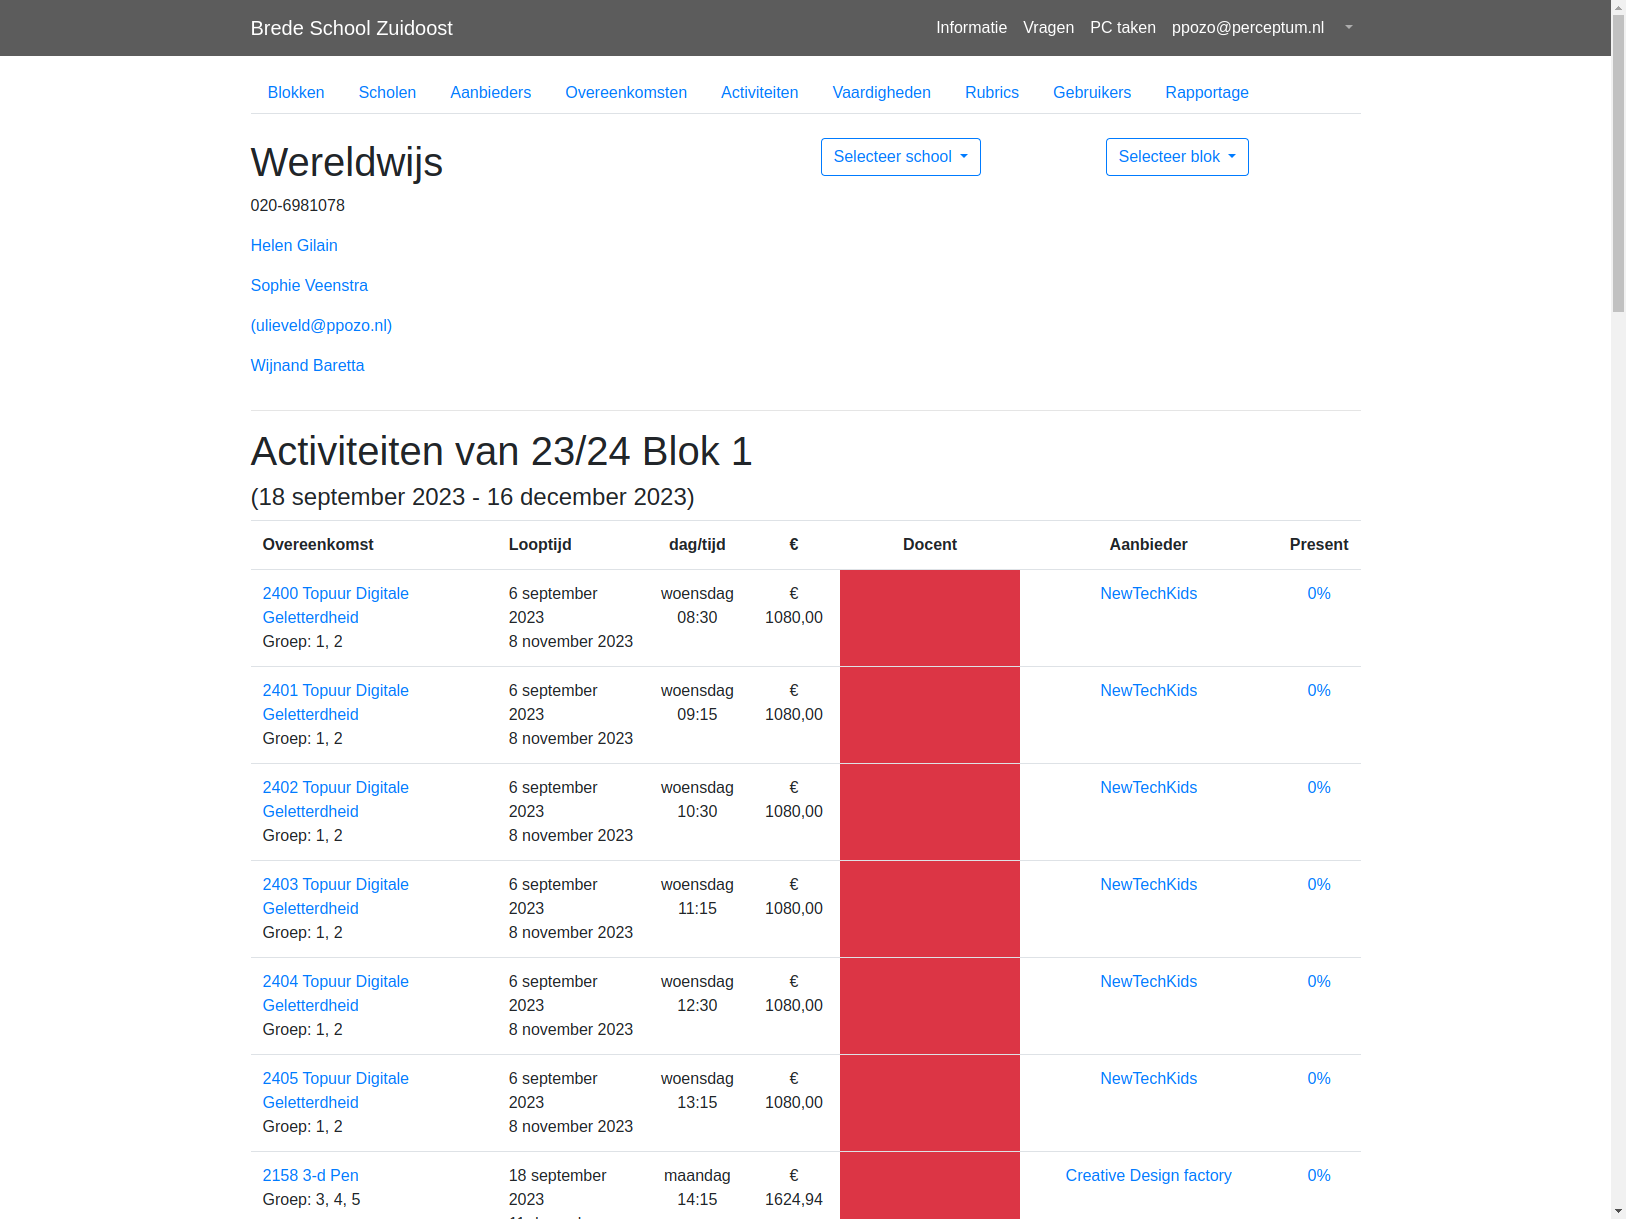 Brede School Zuidoost Informatie Vragen PC taken ppozo@perceptum.nl
Blokken Scholen Aanbieders Overeenkomsten Activiteiten Vaardigheden Rubrics Gebruikers Rapportage
Wereldwijs Selecteer school Selecteer blok
020-6981078
Helen Gilain
Sophie Veenstra
(ulieveld@ppozo.nl)
Wijnand Baretta
Activiteiten van 23/24 Blok 1
(18 september 2023 - 16 december 2023)
Overeenkomst Looptijd dag/tijd € Docent Aanbieder Present
2400 Topuur Digitale 6 september woensdag € NewTechKids 0%
Geletterdheid 2023 08:30 1080,00
Groep: 1, 2 8 november 2023
2401 Topuur Digitale 6 september woensdag € NewTechKids 0%
Geletterdheid 2023 09:15 1080,00
Groep: 1, 2 8 november 2023
2402 Topuur Digitale 6 september woensdag € NewTechKids 0%
Geletterdheid 2023 10:30 1080,00
Groep: 1, 2 8 november 2023
2403 Topuur Digitale 6 september woensdag € NewTechKids 0%
Geletterdheid 2023 11:15 1080,00
Groep: 1, 2 8 november 2023
2404 Topuur Digitale 6 september woensdag € NewTechKids 0%
Geletterdheid 2023 12:30 1080,00
Groep: 1, 2 8 november 2023
2405 Topuur Digitale 6 september woensdag € NewTechKids 0%
Geletterdheid 2023 13:15 1080,00
Groep: 1, 2 8 november 2023
2158 3-d Pen 18 september maandag € Creative Design factory 0%
Groep: 3, 4, 5 2023 14:15 1624,94